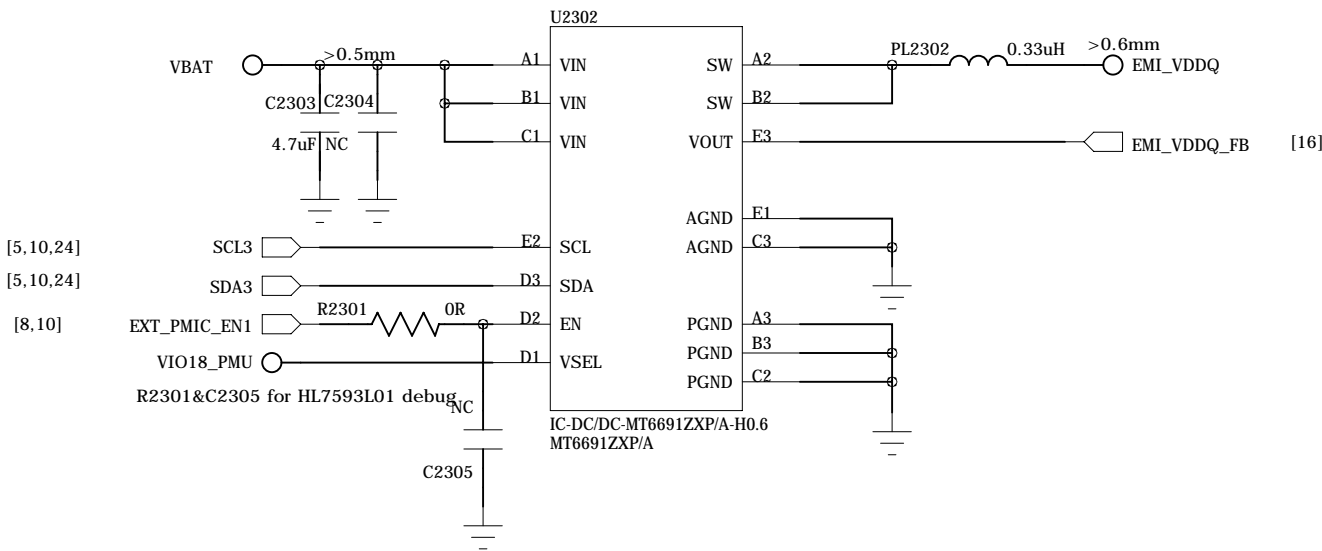 U2302
VBAT
>0.5mm
A1
VIN
SW
A2
PL2302
0.33uH
>0.6mm
EMI_VDDQ
C2303
C2304
B1
VIN
SW
B2
4.7uF
NC
C1
VIN
VOUT
E3
EMI_VDDQ_FB
[16]
AGND
E1
[5,10,24]
SCL3
E2
SCL
AGND
C3
[5,10,24]
SDA3
D3
SDA
[8,10]
EXT_PMIC_EN1
R2301
0R
D2
EN
PGND
A3
VIO18_PMU
D1
VSEL
PGND
B3
PGND
C2
R2301&C2305 for HL7593L01 debug
NC
IC-DC/DC-MT6691ZXP/A-H0.6
MT6691ZXP/A
C2305